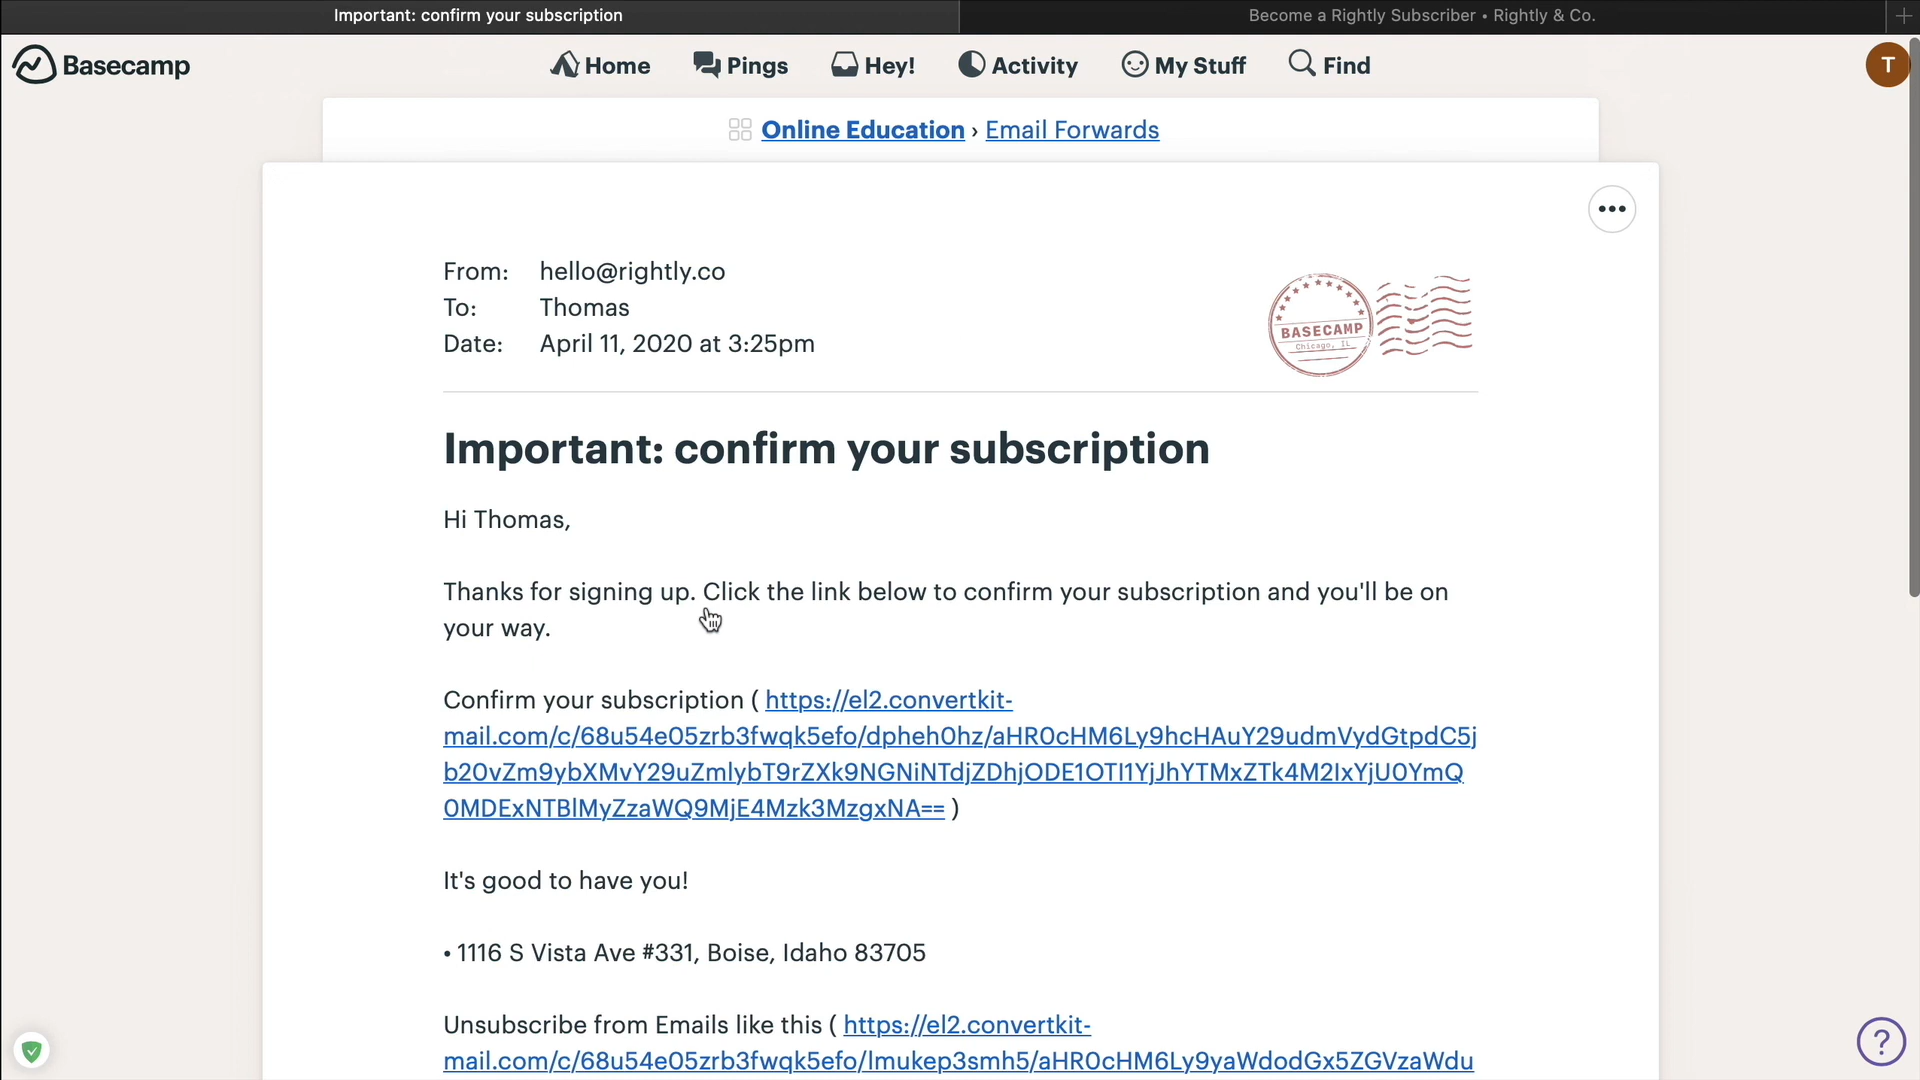 Important: confirm your subscription
Become a Rightly Subscriber • Rightly & Co.
Basecamp
Home
Pings
Hey!
Activity
My Stuff
Find
T
Online Education › Email Forwards
From: hello@rightly.co
To: Thomas
Date: April 11, 2020 at 3:25pm
BASECAMP
Chicago, IL
Important: confirm your subscription
Hi Thomas,
Thanks for signing up. Click the link below to confirm your subscription and you'll be on
your way.
Confirm your subscription ( https://el2.convertkit-
mail.com/c/68u54e05zrb3fwqk5efo/dpheh0hz/aHR0cHM6Ly9hcHAuY29udmVydGtpdC5j
b20vZm9ybXMvY29uZmlybT9rZXk9NGNiNTdjZDhjODE1OTI1YjJhYTMxZTk4M2IxYjU0YmQ
0MDExNTBlMyZzaWQ9MjE4Mzk3MzgxNA== )
It's good to have you!
• 1116 S Vista Ave #331, Boise, Idaho 83705
Unsubscribe from Emails like this ( https://el2.convertkit-
mail.com/c/68u54e05zrb3fwqk5efo/lmukep3smh5/aHR0cHM6Ly9yaWdodGx5ZGVzaWdu
?